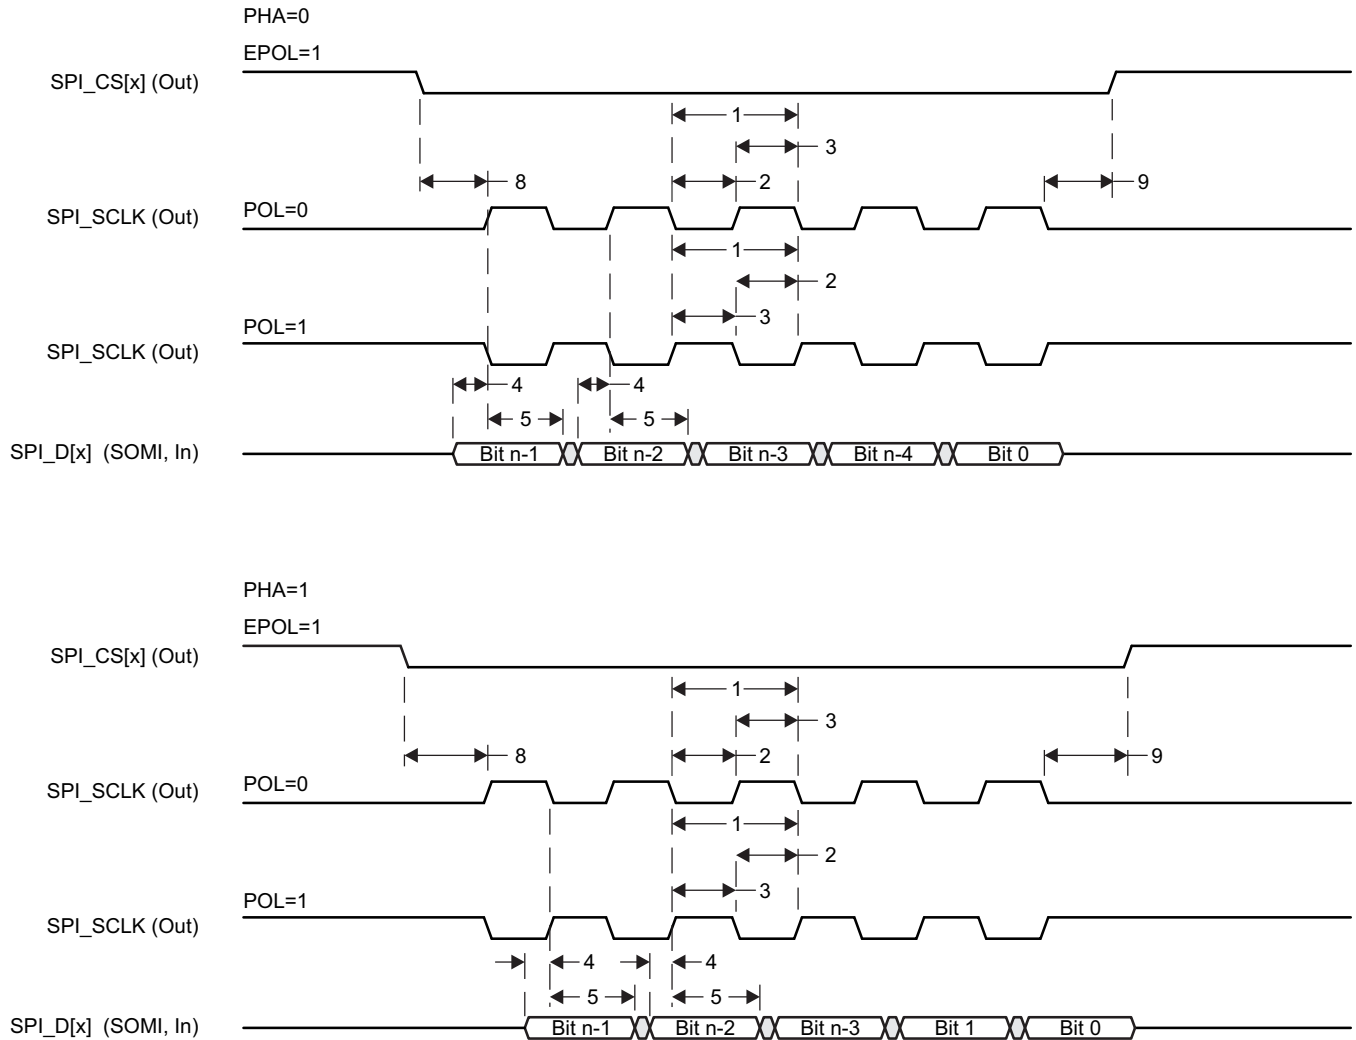 PHA=0
EPOL=1
SPI_CS[x] (Out)
1
3
8
2
9
POL=0
SPI_SCLK (Out)
1
2
POL=1
3
SPI_SCLK (Out)
4
4
5
5
SPI_D[x] (SOMI, In)
Bit n-1
Bit n-2
Bit n-3
Bit n-4
Bit 0
PHA=1
EPOL=1
SPI_CS[x] (Out)
1
3
8
2
9
POL=0
SPI_SCLK (Out)
1
2
3
POL=1
SPI_SCLK (Out)
4
4
5
5
SPI_D[x] (SOMI, In)
Bit n-1
Bit n-2
Bit n-3
Bit 1
Bit 0